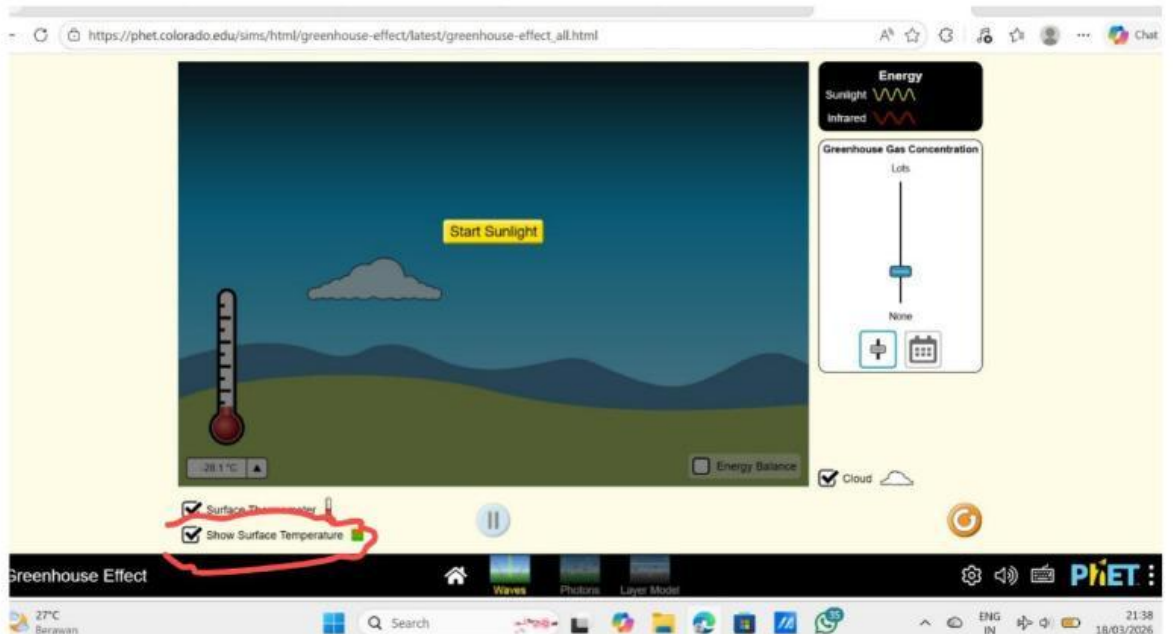 https://phet.colorado.edu/sims/html/greenhouse-effect/latest/greenhouse-effect_all.html
Chat
Energy
Sunlight
Infrared
Greenhouse Gas Concentration
Lots
None
Start Sunlight
-28.1 °C
Energy Balance
Cloud
Surface Thermometer
Show Surface Temperature
Greenhouse Effect
Waves
Photons
Layer Model
PhET
27°C
Berawan
Search
35
ENG
IN
21:38
18/03/2026